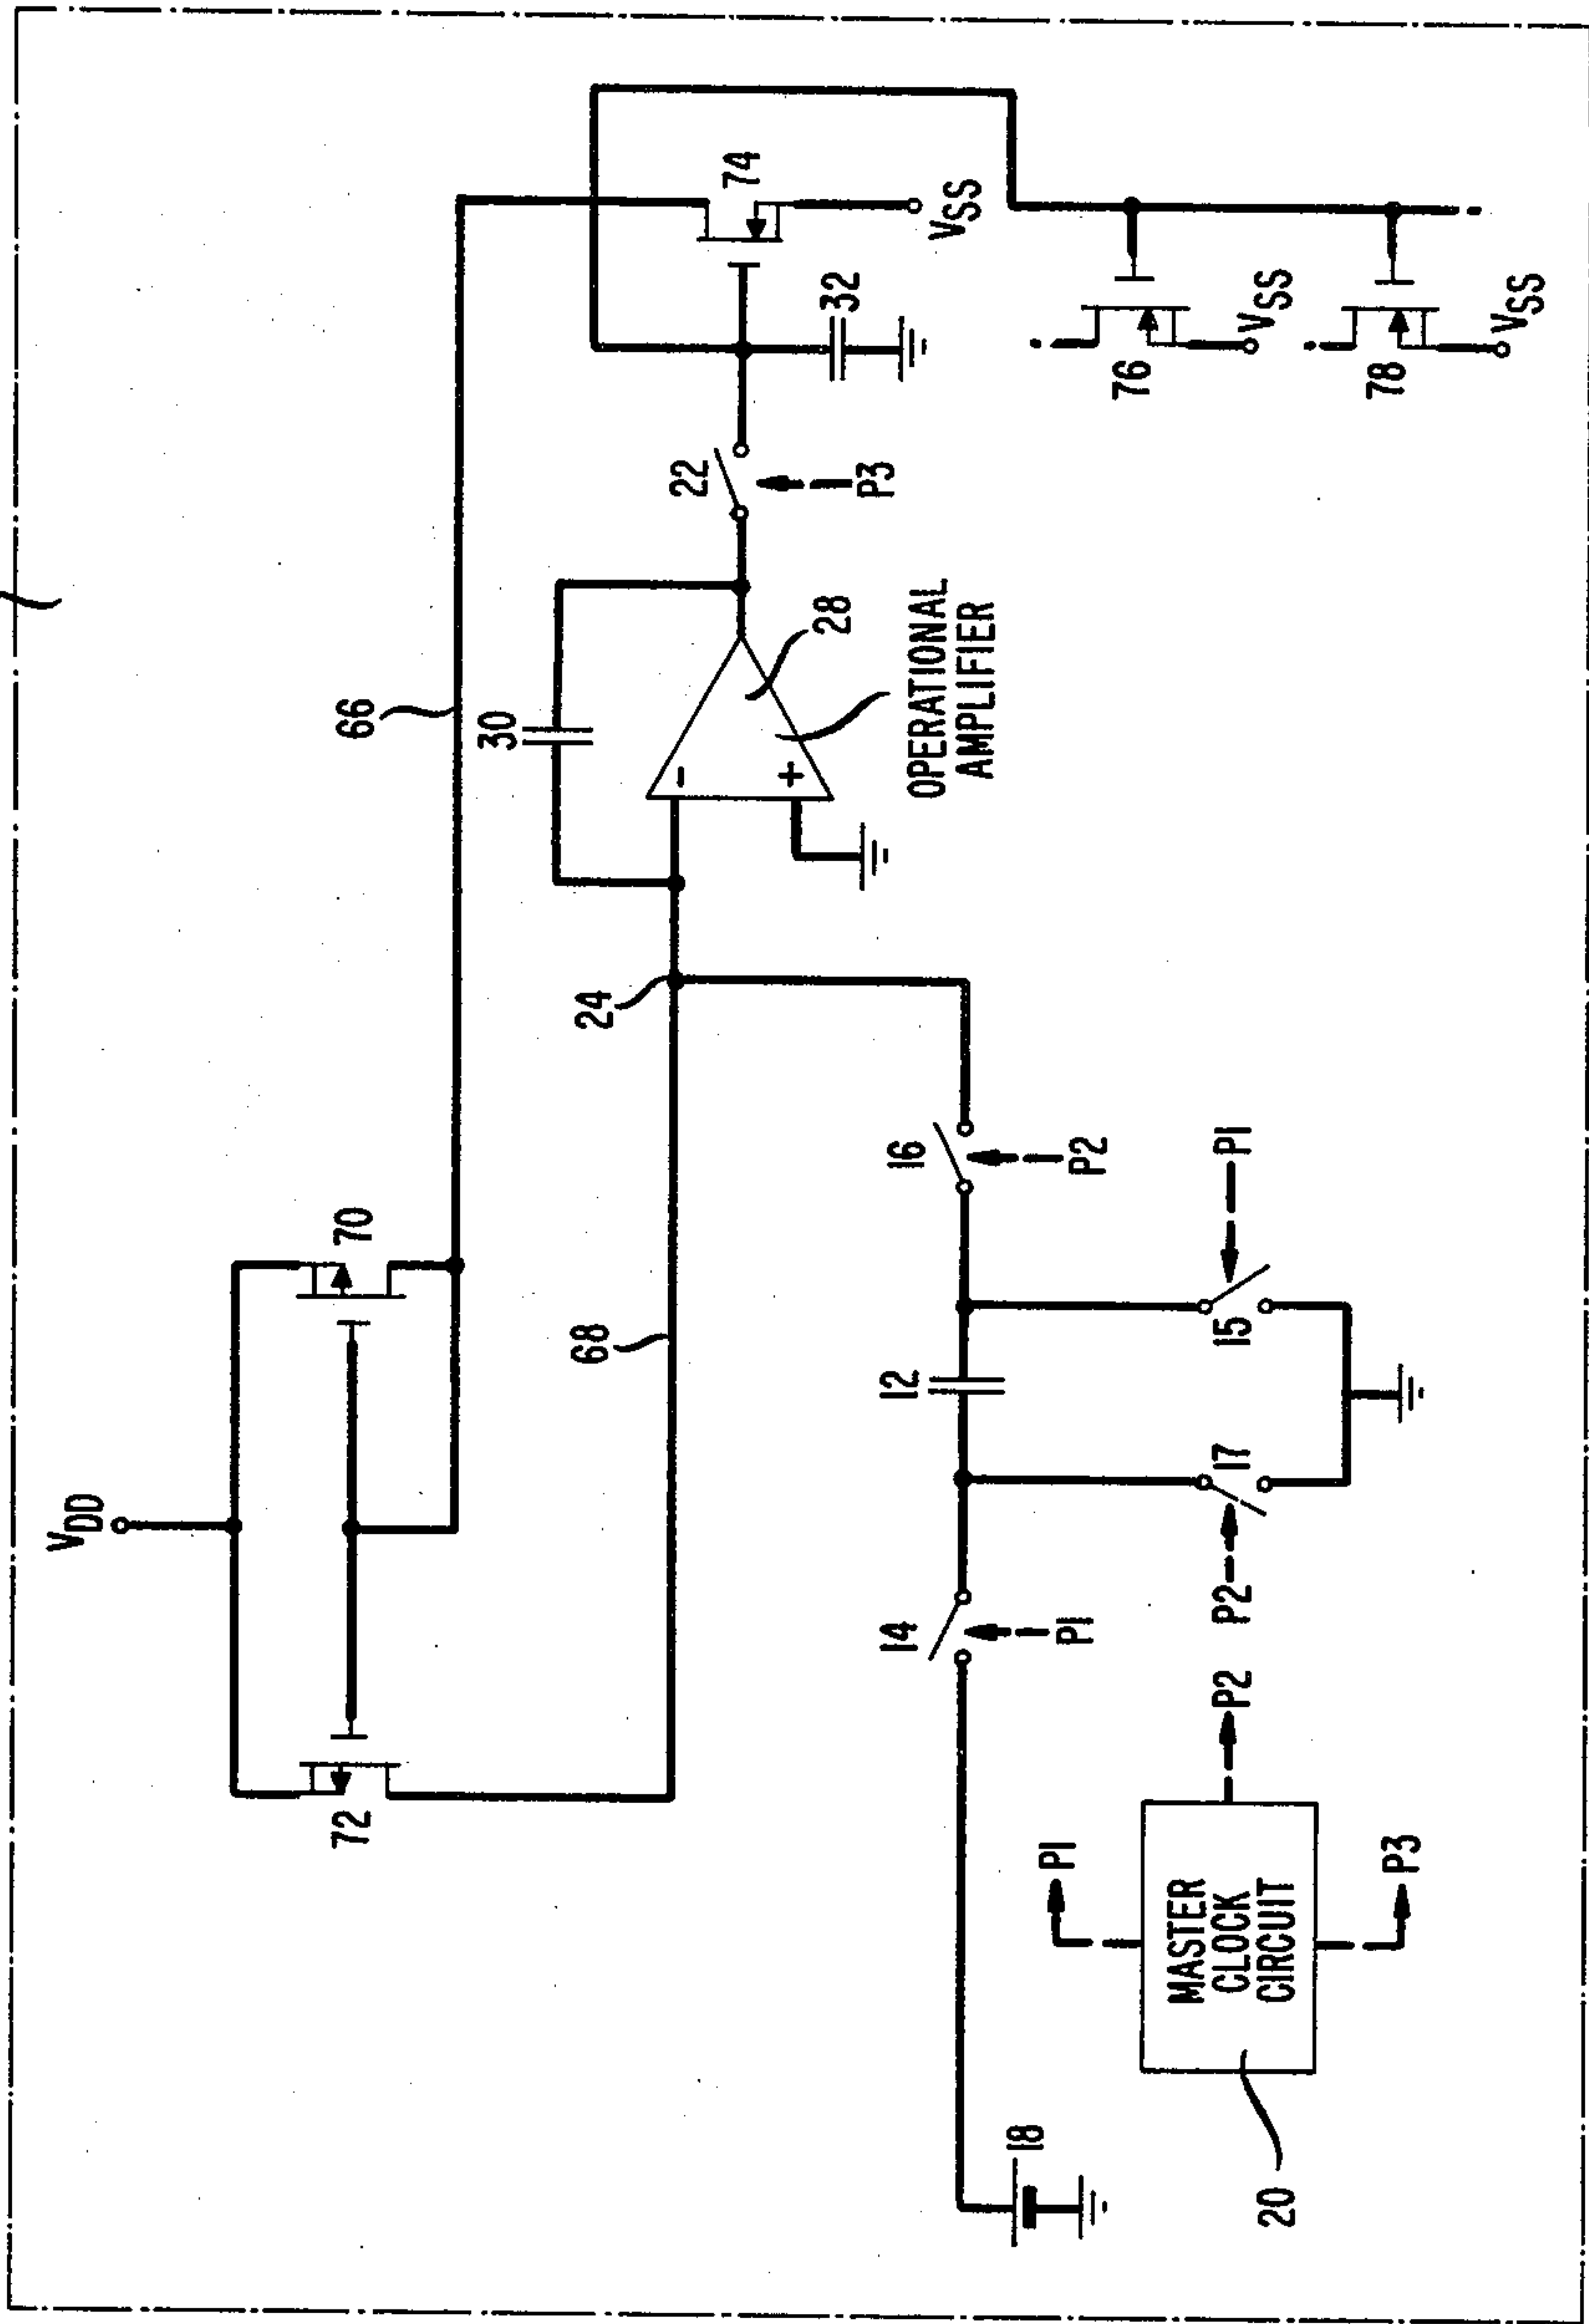 VDD
72
70
66
68
24
30
-
+
28
OPERATIONAL
AMPLIFIER
22
P3
74
VSS
32
76
VSS
78
VSS
18
14
P1
12
16
P2
P2
17
15
P1
MASTER
CLOCK
CIRCUIT
20
P1
P2
P3